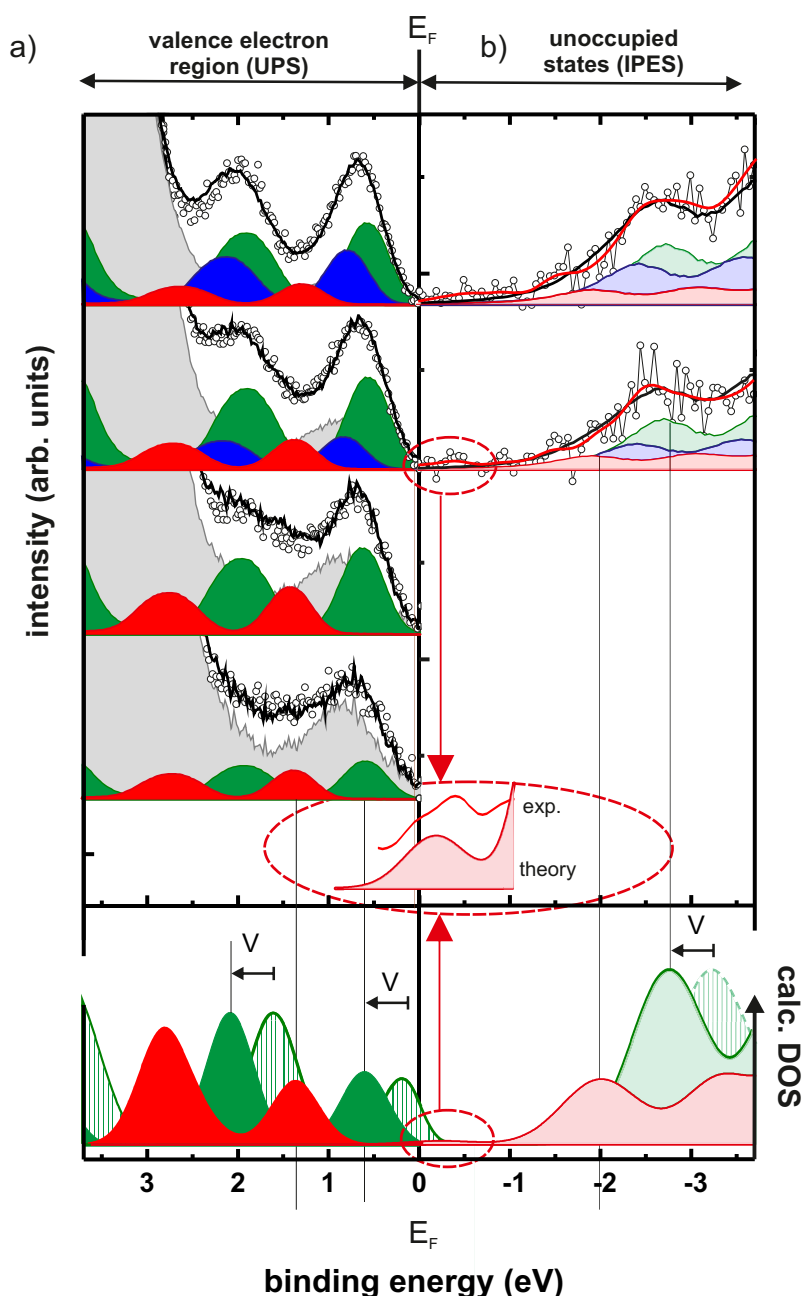 a)
valence electron
region (UPS)
E_F
b)
unoccupied
states (IPES)
intensity (arb. units)
exp.
theory
V
V
V
calc. DOS
3 2 1 0 -1 -2 -3
E_F
binding energy (eV)